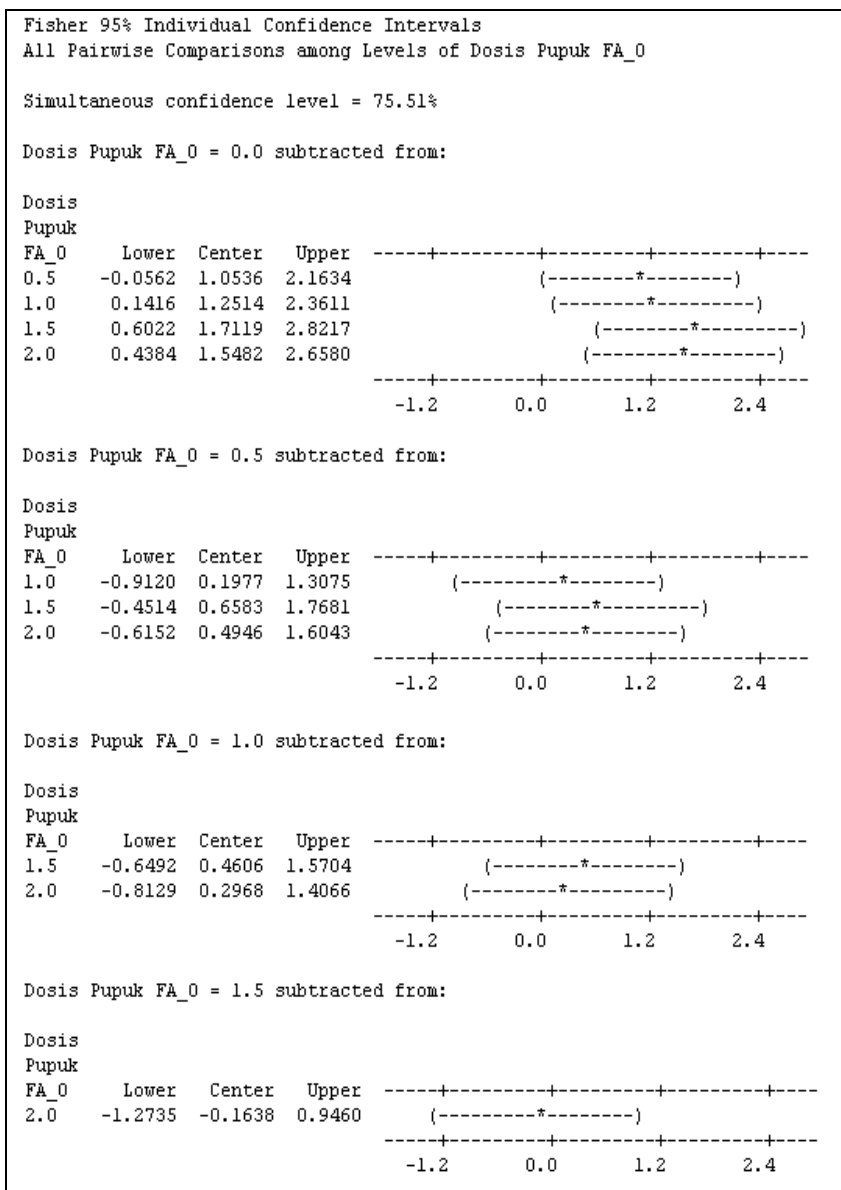 Fisher 95% Individual Confidence Intervals
All Pairwise Comparisons among Levels of Dosis Pupuk FA_0
Simultaneous confidence level = 75.51%
Dosis Pupuk FA_0 = 0.0 subtracted from:
Dosis
Pupuk
FA_0      Lower  Center   Upper  -----+---------+---------+---------+----
0.5     -0.0562  1.0536  2.1634                 (--------*--------)
1.0      0.1416  1.2514  2.3611                  (--------*---------)
1.5      0.6022  1.7119  2.8217                      (--------*---------)
2.0      0.4384  1.5482  2.6580                     (--------*--------)
                                 -----+---------+---------+---------+----
                                   -1.2       0.0       1.2       2.4
Dosis Pupuk FA_0 = 0.5 subtracted from:
Dosis
Pupuk
FA_0      Lower  Center   Upper  -----+---------+---------+---------+----
1.0     -0.9120  0.1977  1.3075         (---------*--------)
1.5     -0.4514  0.6583  1.7681             (--------*---------)
2.0     -0.6152  0.4946  1.6043            (--------*--------)
                                 -----+---------+---------+---------+----
                                   -1.2       0.0       1.2       2.4
Dosis Pupuk FA_0 = 1.0 subtracted from:
Dosis
Pupuk
FA_0      Lower  Center   Upper  -----+---------+---------+---------+----
1.5     -0.6492  0.4606  1.5704            (--------*--------)
2.0     -0.8129  0.2968  1.4066          (--------*---------)
                                 -----+---------+---------+---------+----
                                   -1.2       0.0       1.2       2.4
Dosis Pupuk FA_0 = 1.5 subtracted from:
Dosis
Pupuk
FA_0      Lower   Center   Upper  -----+---------+---------+---------+----
2.0     -1.2735  -0.1638  0.9460      (---------*--------)
                                  -----+---------+---------+---------+----
                                    -1.2       0.0       1.2       2.4